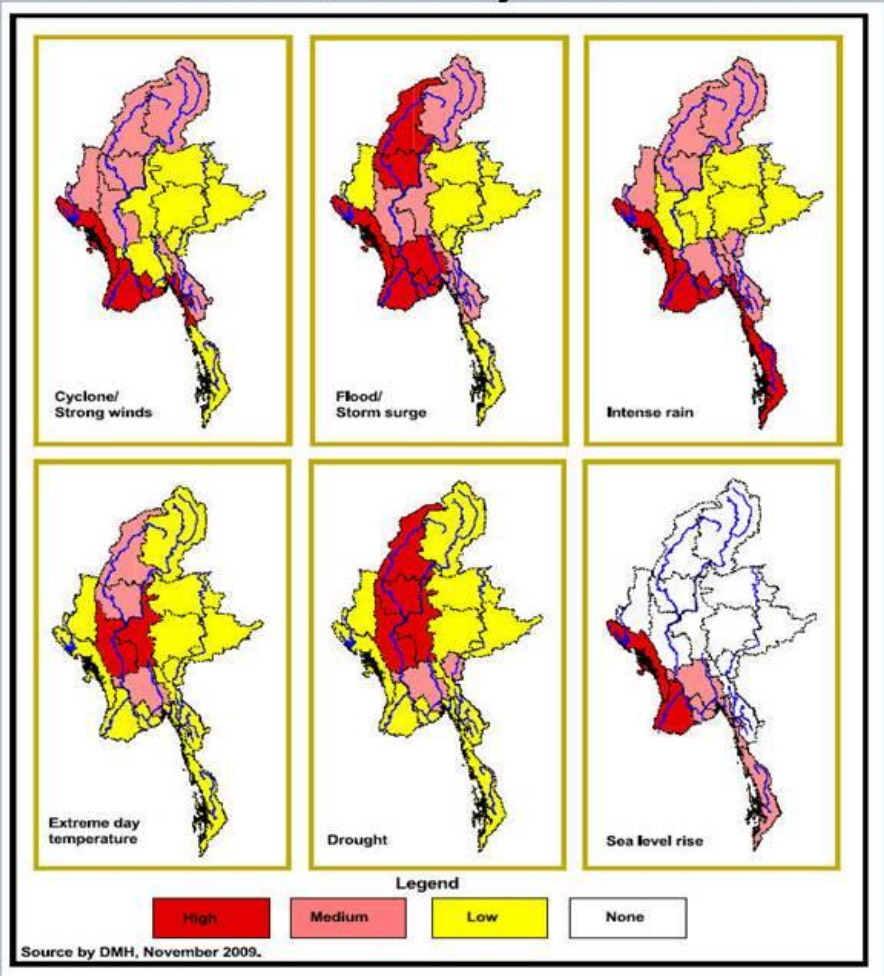 Cyclone/
Strong winds
Flood/
Storm surge
Intense rain
Extreme day
temperature
Drought
Sea level rise
Legend
High
Medium
Low
None
Source by DMH, November 2009.